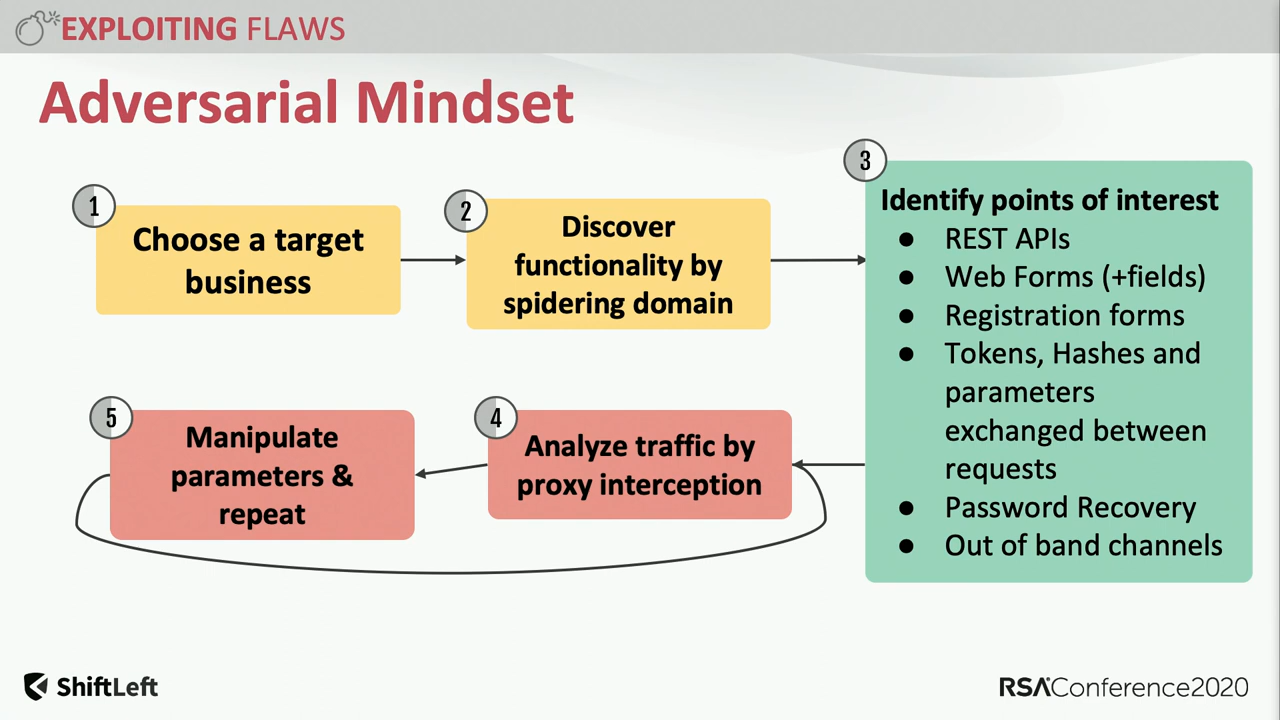 EXPLOITING FLAWS
Adversarial Mindset
1
Choose a target
business
2
Discover
functionality by
spidering domain
3
Identify points of interest
● REST APIs
● Web Forms (+fields)
● Registration forms
● Tokens, Hashes and
parameters
exchanged between
requests
● Password Recovery
● Out of band channels
4
Analyze traffic by
proxy interception
5
Manipulate
parameters &
repeat
ShiftLeft
RSAConference2020